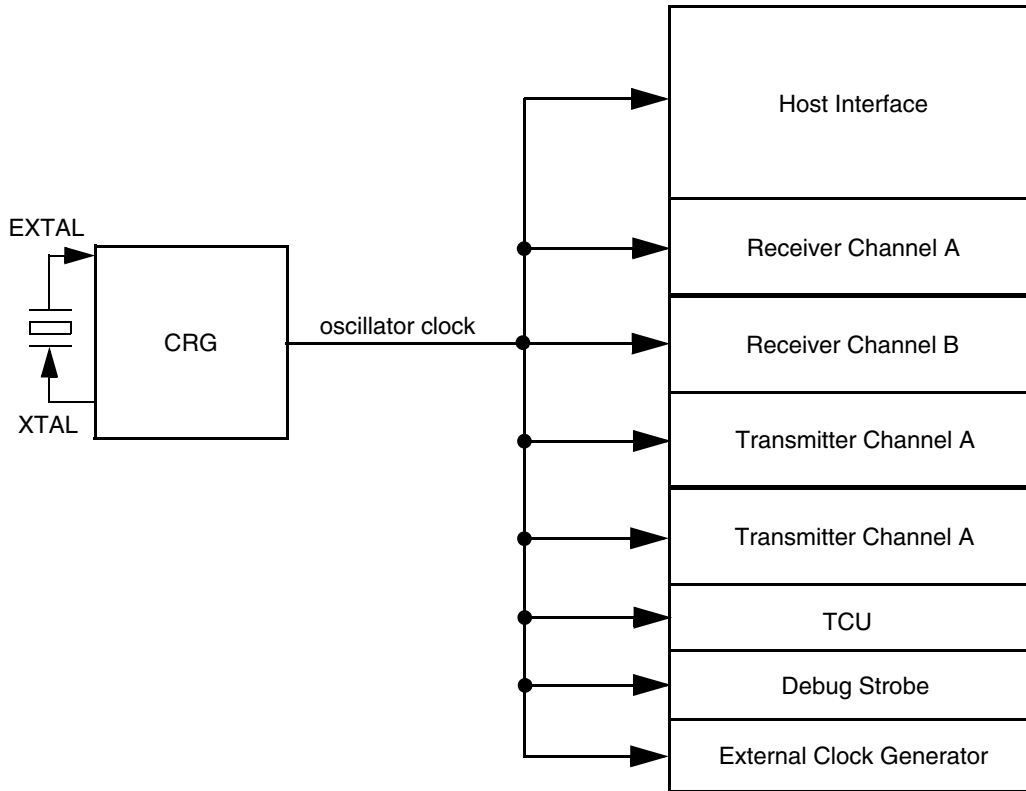 Host Interface
EXTAL
Receiver Channel A
oscillator clock
CRG
Receiver Channel B
XTAL
Transmitter Channel A
Transmitter Channel A
TCU
Debug Strobe
External Clock Generator